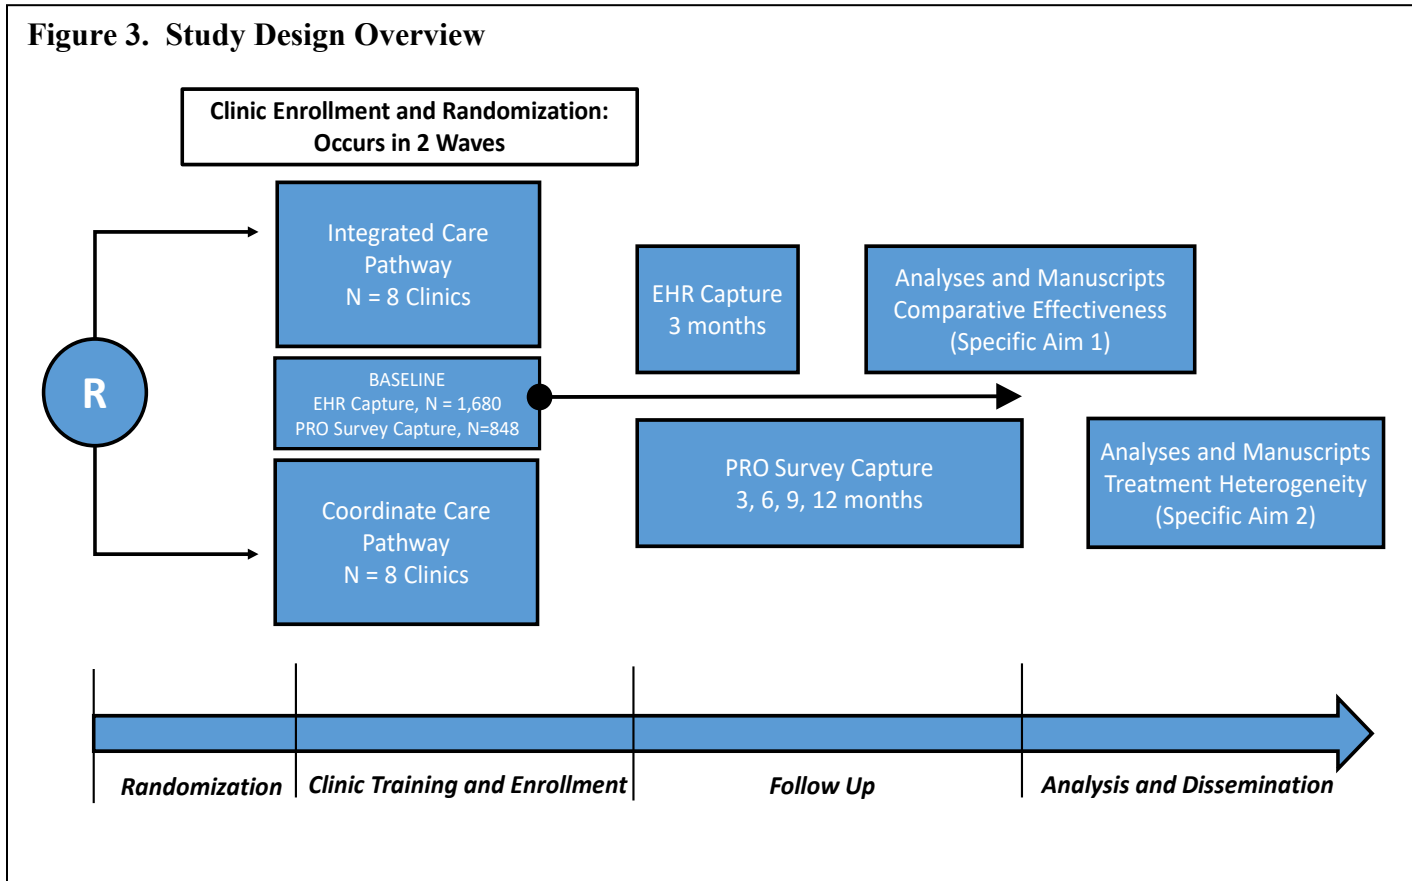 Figure 3. Study Design Overview
Clinic Enrollment and Randomization:
Occurs in 2 Waves
R
Integrated Care
Pathway
N = 8 Clinics
BASELINE
EHR Capture, N = 1,680
PRO Survey Capture, N=848
Coordinate Care
Pathway
N = 8 Clinics
EHR Capture
3 months
PRO Survey Capture
3, 6, 9, 12 months
Analyses and Manuscripts
Comparative Effectiveness
(Specific Aim 1)
Analyses and Manuscripts
Treatment Heterogeneity
(Specific Aim 2)
Randomization
Clinic Training and Enrollment
Follow Up
Analysis and Dissemination